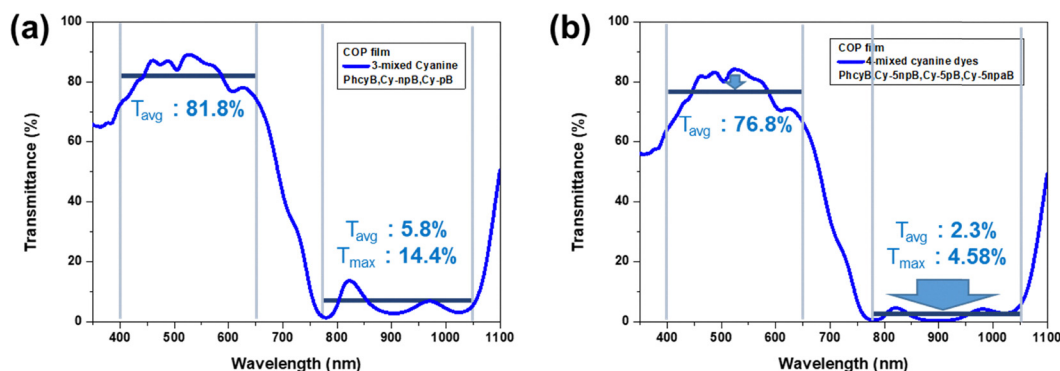 (a)
100
80
60
40
20
0
Transmittance (%)
COP film
3-mixed Cyanine
PhcyB,Cy-npB,Cy-pB
Tavg : 81.8%
Tavg : 5.8%
Tmax : 14.4%
400 500 600 700 800 900 1000 1100
Wavelength (nm)
(b)
100
80
60
40
20
0
Transmittance (%)
COP film
4-mixed cyanine dyes
PhcyB,Cy-5npB,Cy-5pB,Cy-5npaB
Tavg : 76.8%
Tavg : 2.3%
Tmax : 4.58%
400 500 600 700 800 900 1000 1100
Wavelength (nm)